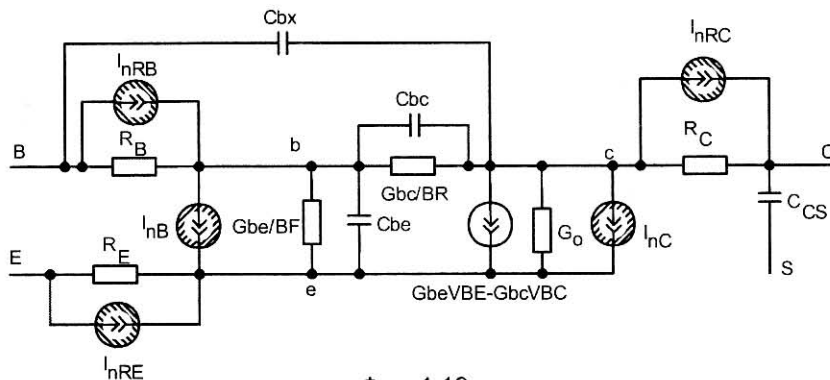 Cbx
InRB
InRC
Cbc
B
RB
b
c
RC
C
Gbc/BR
InB
Gbe/BF
Cbe
Go
InC
CCS
E
RE
e
GbeVBE-GbcVBC
S
InRE